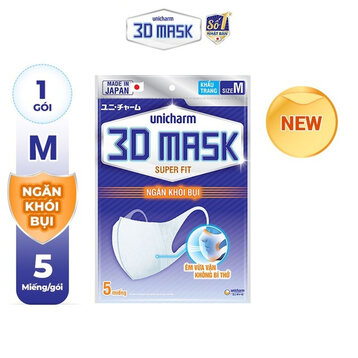 unicharm
3D MASK
Số 1
NHẬT BẢN
1
GÓI
M
NGĂN
KHÓI
BỤI
5
Miếng/gói
MADE IN
JAPAN
KHẨU
TRANG
SIZE M
ユニ・チャーム
unicharm
3D MASK
SUPER FIT
NGĂN KHÓI BỤI
ÊM VỪA VẶN
KHÔNG BÍ THỞ
5 miếng
unicharm
NEW